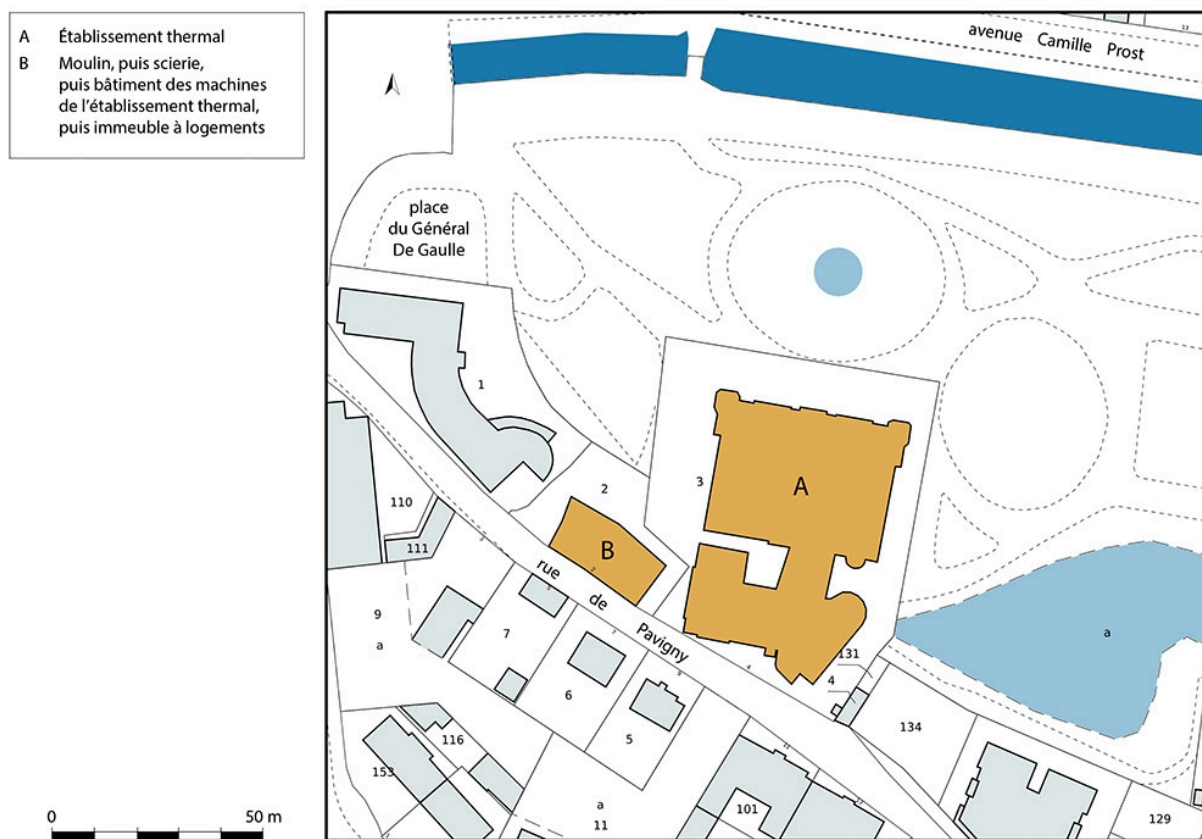 A Établissement thermal
B Moulin, puis scierie,
puis bâtiment des machines
de l'établissement thermal,
puis immeuble à logements
avenue Camille Prost
place
du Général
De Gaulle
1
110
111
2
3
A
B
2
rue de Pavigny
9
a
7
6
5
4
131
4
134
a
116
153
a
11
101
129
0 50 m